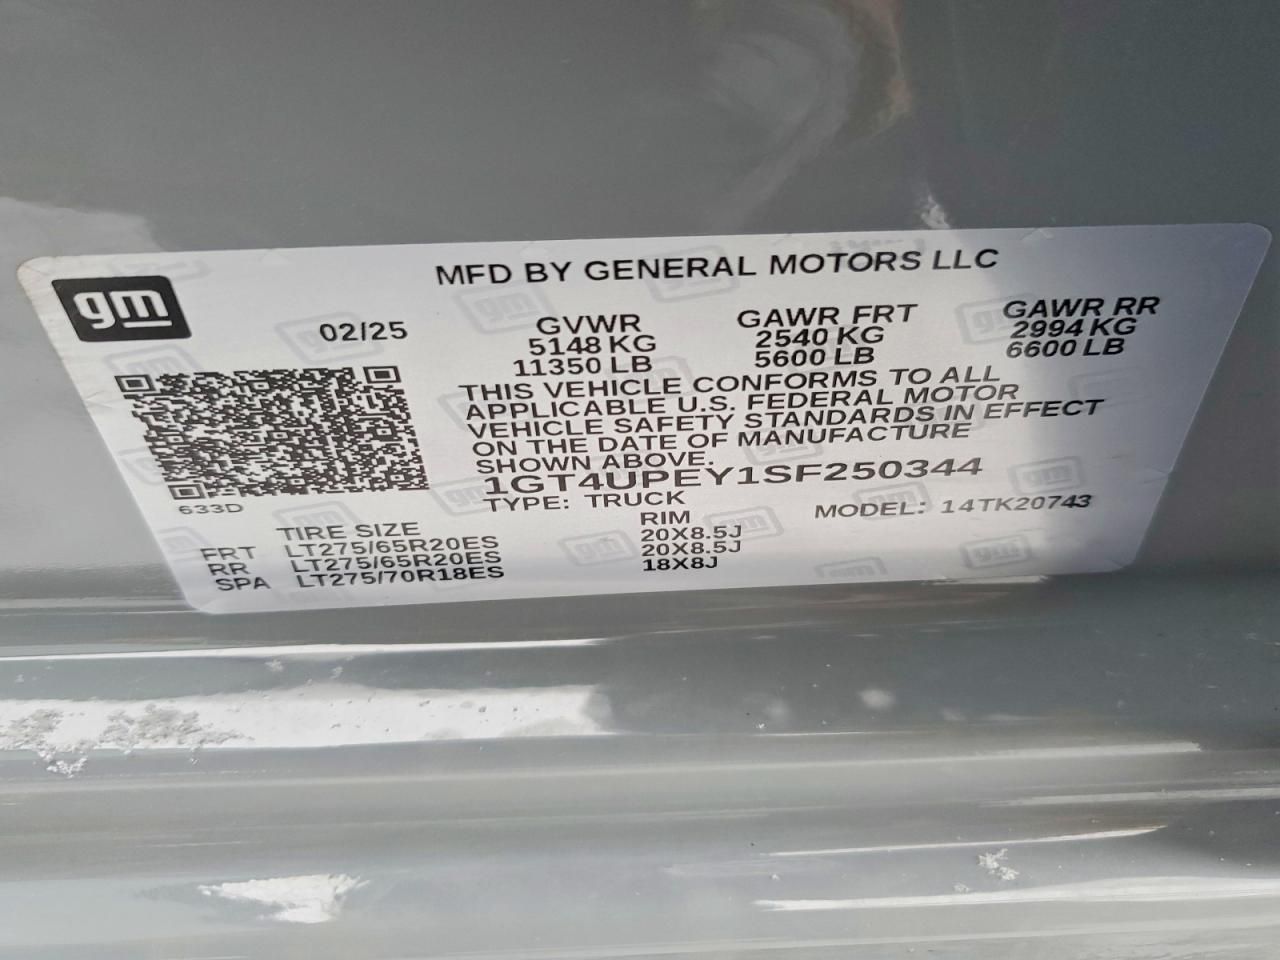 gm
MFD BY GENERAL MOTORS LLC
02/25
GVWR
5148 KG
11350 LB
GAWR FRT
2540 KG
5600 LB
GAWR RR
2994 KG
6600 LB
THIS VEHICLE CONFORMS TO ALL
APPLICABLE U.S. FEDERAL MOTOR
VEHICLE SAFETY STANDARDS IN EFFECT
ON THE DATE OF MANUFACTURE
SHOWN ABOVE.
1GT4UPEY1SF250344
TYPE: TRUCK
MODEL: 14TK20743
633D
TIRE SIZE RIM
FRT LT275/65R20ES 20X8.5J
RR LT275/65R20ES 20X8.5J
SPA LT275/70R18ES 18X8J